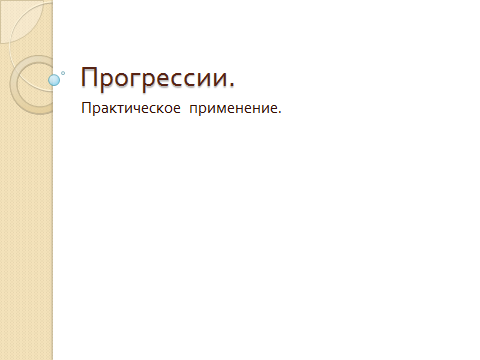 Прогрессии.
Практическое применение.